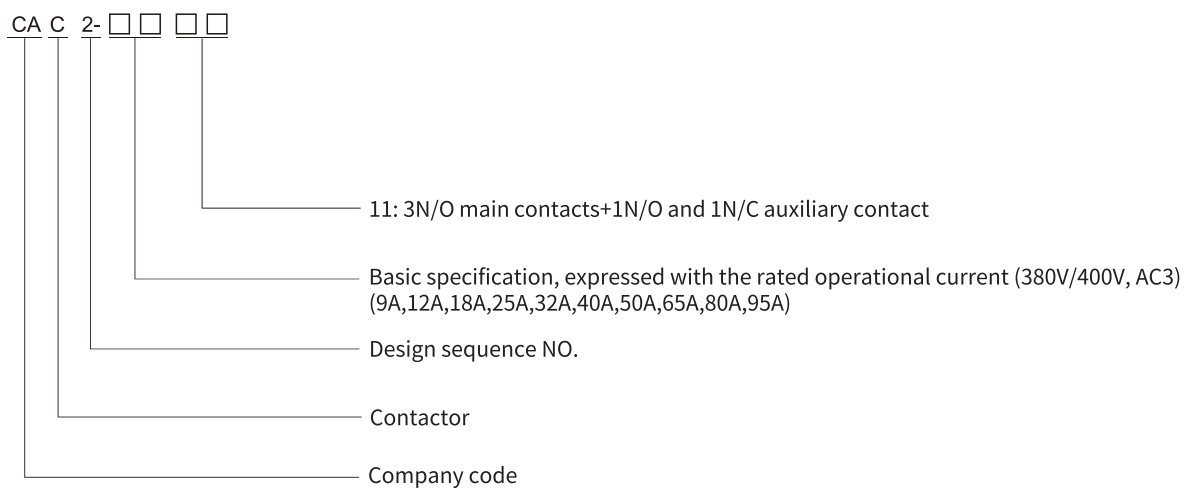 CA C 2-□□ □□
11: 3N/O main contacts+1N/O and 1N/C auxiliary contact
Basic specification, expressed with the rated operational current (380V/400V, AC3)
(9A,12A,18A,25A,32A,40A,50A,65A,80A,95A)
Design sequence NO.
Contactor
Company code